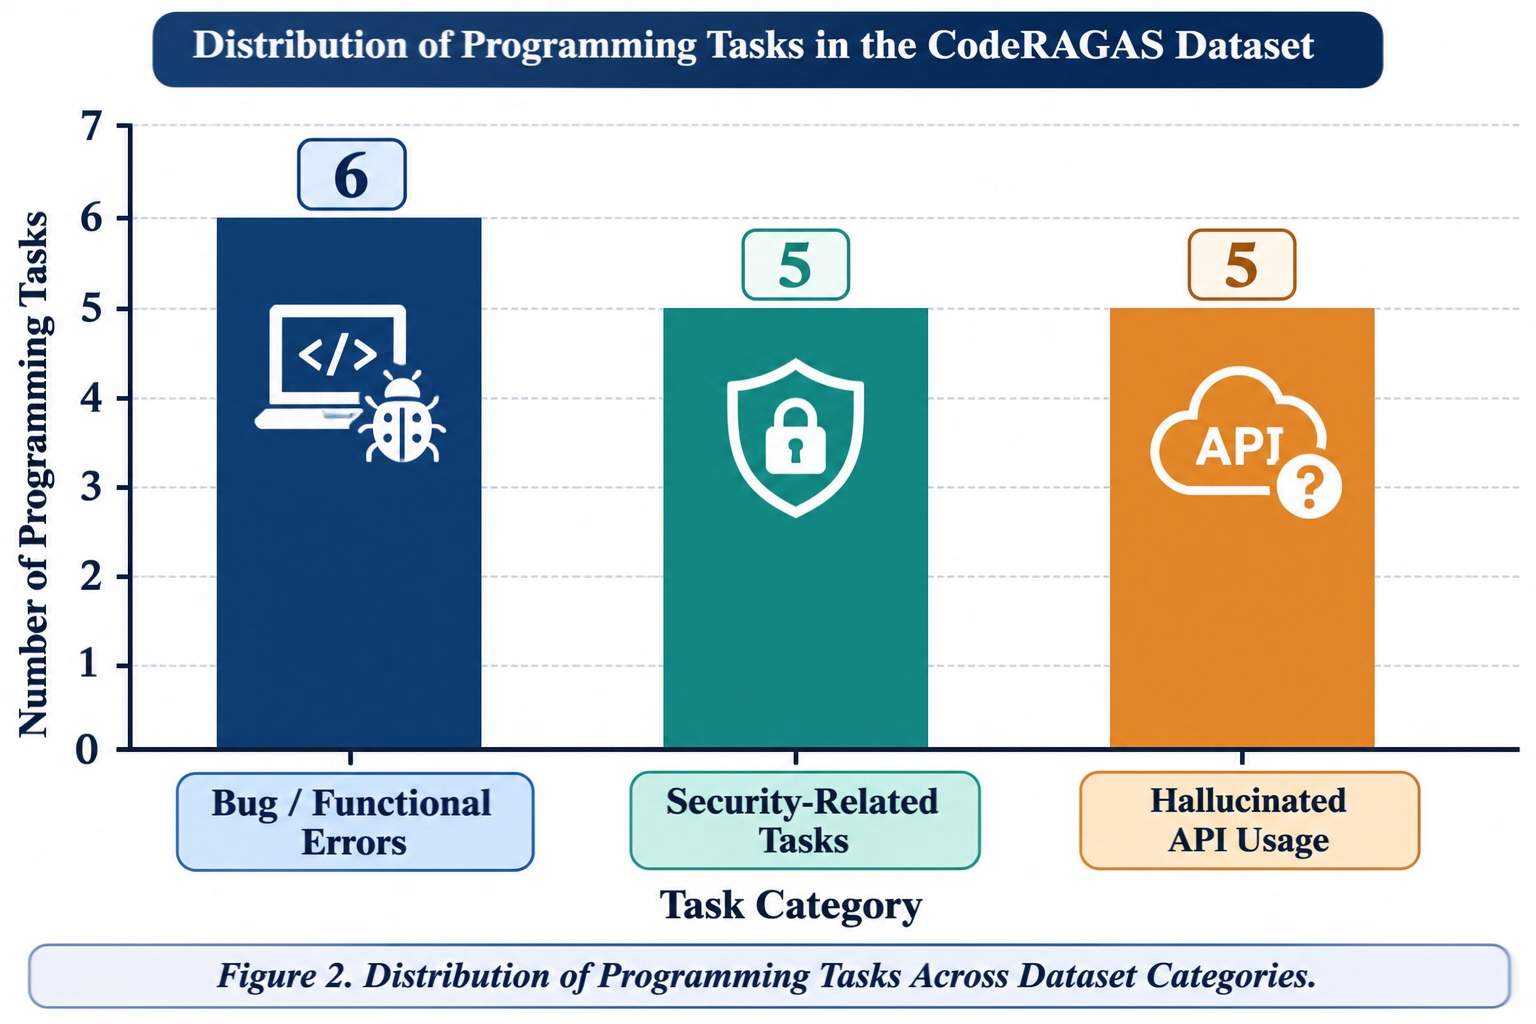 Distribution of Programming Tasks in the CodeRAGAS Dataset
Number of Programming Tasks
7
6
5
4
3
2
1
0
6
5
5
</>
API
?
Bug / Functional
Errors
Security-Related
Tasks
Hallucinated
API Usage
Task Category
Figure 2. Distribution of Programming Tasks Across Dataset Categories.